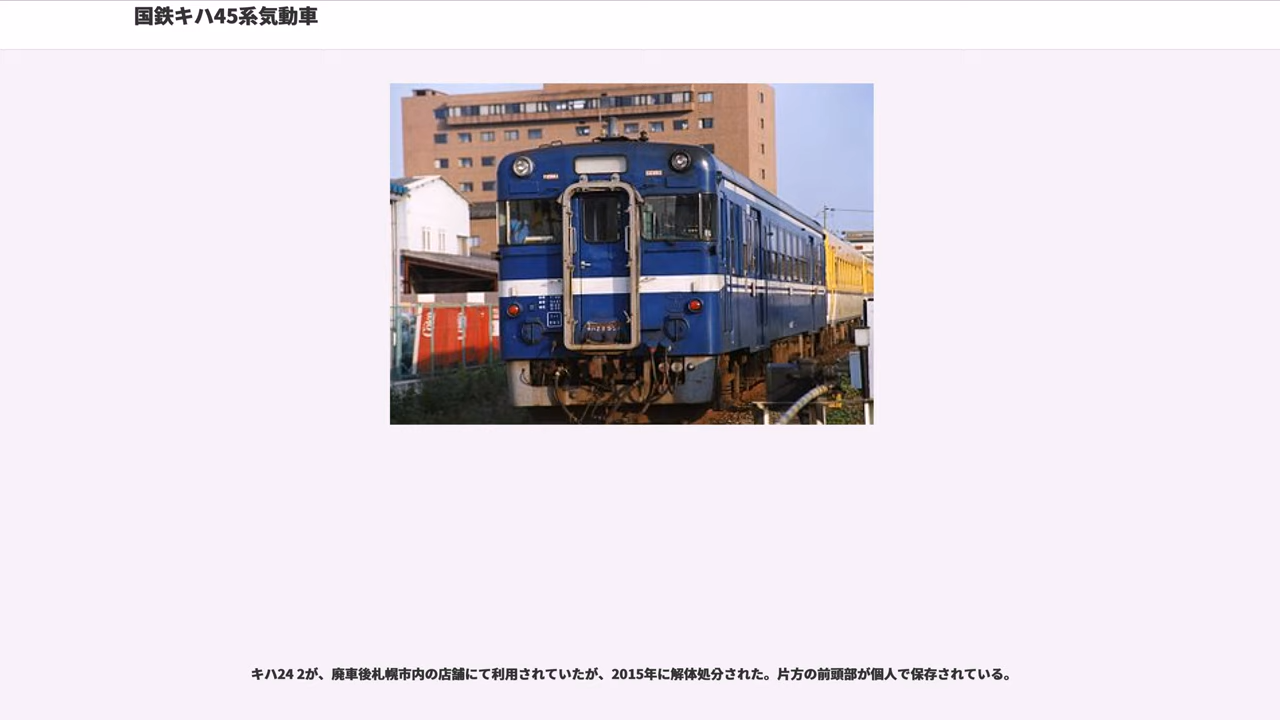 国鉄キハ45系気動車
キハ24 2が、廃車後札幌市内の店舗にて利用されていたが、2015年に解体処分された。片方の前頭部が個人で保存されている。